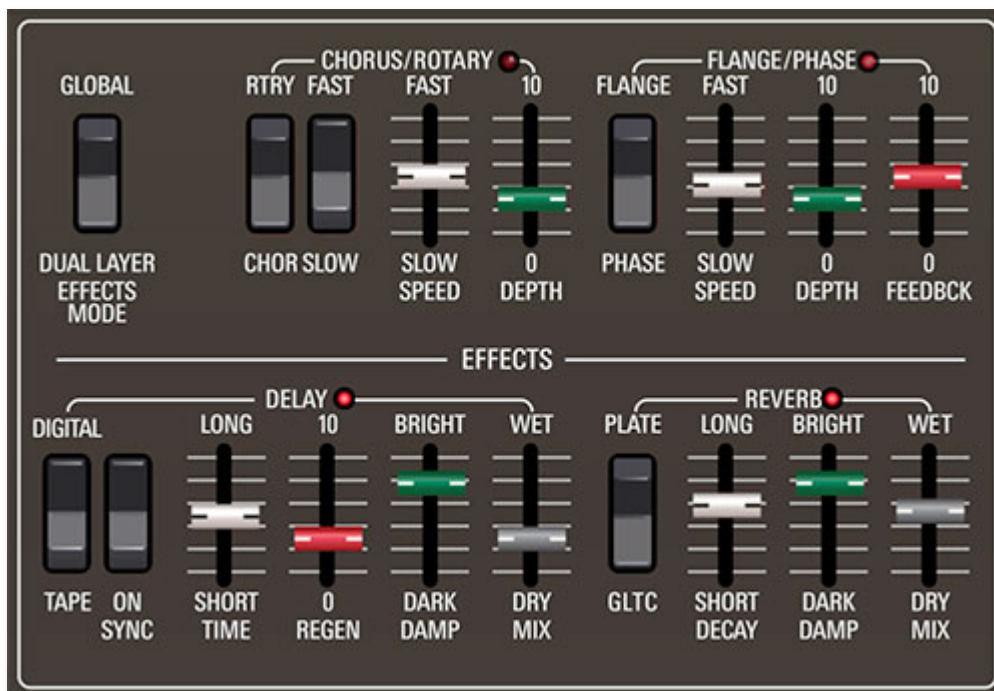 CHORUS/ROTARY
FLANGE/PHASE
GLOBAL RTRY FAST FAST 10 FLANGE FAST 10 10
DUAL LAYER CHOR SLOW SLOW 0 PHASE SLOW 0 0
EFFECTS SPEED DEPTH SPEED DEPTH FEEDBCK
MODE
EFFECTS
DELAY
REVERB
DIGITAL LONG 10 BRIGHT WET PLATE LONG BRIGHT WET
TAPE ON SHORT 0 DARK DRY GLTC SHORT DARK DRY
SYNC TIME REGEN DAMP MIX DECAY DAMP MIX